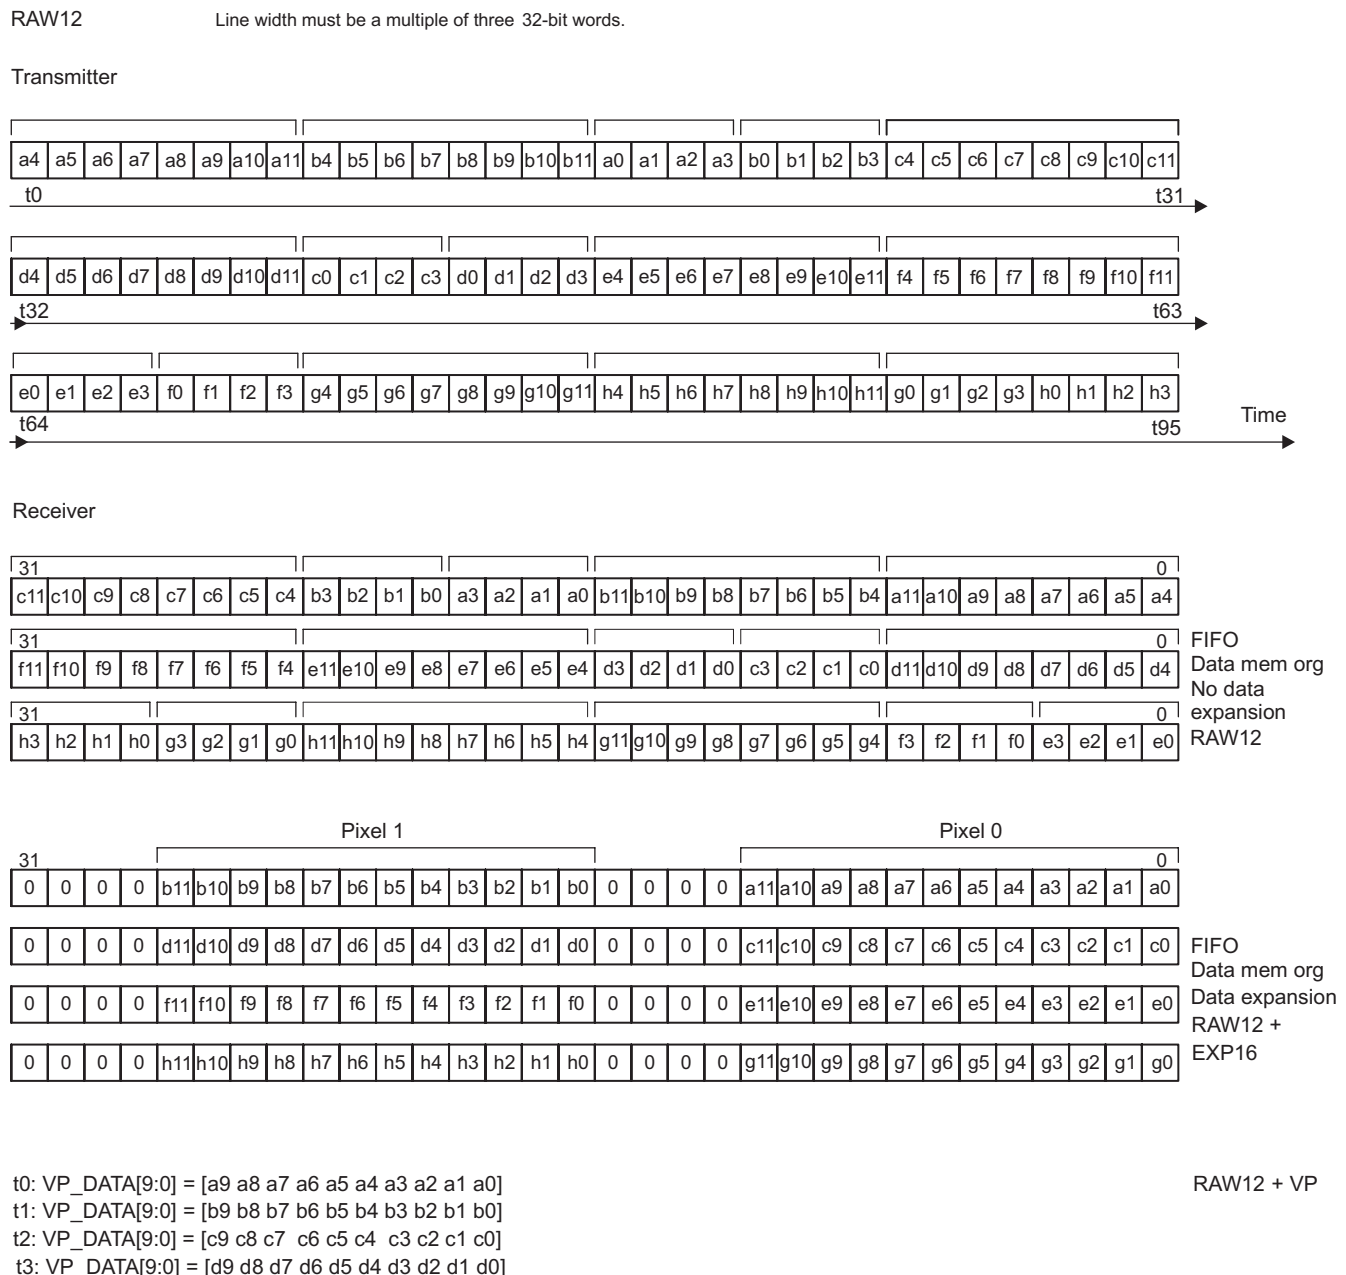 RAW12 Line width must be a multiple of three 32-bit words.
Transmitter
a4 a5 a6 a7 a8 a9 a10 a11 b4 b5 b6 b7 b8 b9 b10 b11 a0 a1 a2 a3 b0 b1 b2 b3 c4 c5 c6 c7 c8 c9 c10 c11
t0 t31
d4 d5 d6 d7 d8 d9 d10 d11 c0 c1 c2 c3 d0 d1 d2 d3 e4 e5 e6 e7 e8 e9 e10 e11 f4 f5 f6 f7 f8 f9 f10 f11
t32 t63
e0 e1 e2 e3 f0 f1 f2 f3 g4 g5 g6 g7 g8 g9 g10 g11 h4 h5 h6 h7 h8 h9 h10 h11 g0 g1 g2 g3 h0 h1 h2 h3
t64 t95 Time
Receiver
31 0
c11 c10 c9 c8 c7 c6 c5 c4 b3 b2 b1 b0 a3 a2 a1 a0 b11 b10 b9 b8 b7 b6 b5 b4 a11 a10 a9 a8 a7 a6 a5 a4
31 0
f11 f10 f9 f8 f7 f6 f5 f4 e11 e10 e9 e8 e7 e6 e5 e4 d3 d2 d1 d0 c3 c2 c1 c0 d11 d10 d9 d8 d7 d6 d5 d4
31 0
h3 h2 h1 h0 g3 g2 g1 g0 h11 h10 h9 h8 h7 h6 h5 h4 g11 g10 g9 g8 g7 g6 g5 g4 f3 f2 f1 f0 e3 e2 e1 e0
FIFO
Data mem org
No data
expansion
RAW12
Pixel 1 Pixel 0
31 0
0 0 0 0 b11 b10 b9 b8 b7 b6 b5 b4 b3 b2 b1 b0 0 0 0 0 a11 a10 a9 a8 a7 a6 a5 a4 a3 a2 a1 a0
0 0 0 0 d11 d10 d9 d8 d7 d6 d5 d4 d3 d2 d1 d0 0 0 0 0 c11 c10 c9 c8 c7 c6 c5 c4 c3 c2 c1 c0
0 0 0 0 f11 f10 f9 f8 f7 f6 f5 f4 f3 f2 f1 f0 0 0 0 0 e11 e10 e9 e8 e7 e6 e5 e4 e3 e2 e1 e0
0 0 0 0 h11 h10 h9 h8 h7 h6 h5 h4 h3 h2 h1 h0 0 0 0 0 g11 g10 g9 g8 g7 g6 g5 g4 g3 g2 g1 g0
FIFO
Data mem org
Data expansion
RAW12 +
EXP16
t0: VP_DATA[9:0] = [a9 a8 a7 a6 a5 a4 a3 a2 a1 a0] RAW12 + VP
t1: VP_DATA[9:0] = [b9 b8 b7 b6 b5 b4 b3 b2 b1 b0]
t2: VP_DATA[9:0] = [c9 c8 c7 c6 c5 c4 c3 c2 c1 c0]
t3: VP_DATA[9:0] = [d9 d8 d7 d6 d5 d4 d3 d2 d1 d0]